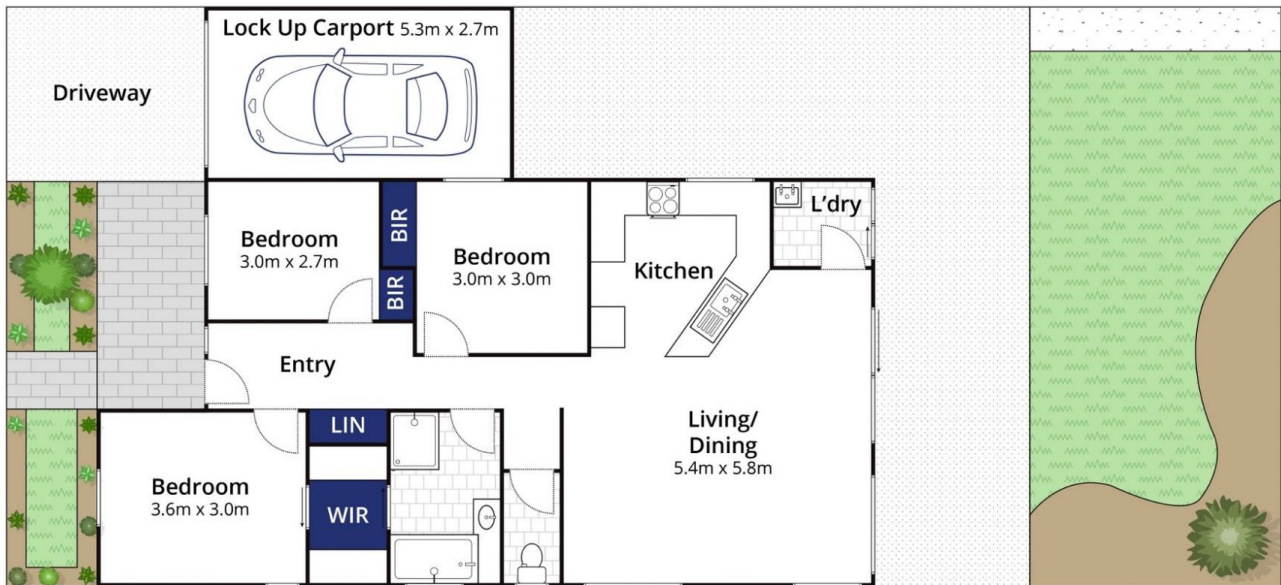 Lock Up Carport 5.3m x 2.7m
Driveway
Bedroom
3.0m x 2.7m
BIR
BIR
Bedroom
3.0m x 3.0m
Kitchen
L'dry
Entry
LIN
Living/
Dining
5.4m x 5.8m
Bedroom
3.6m x 3.0m
WIR